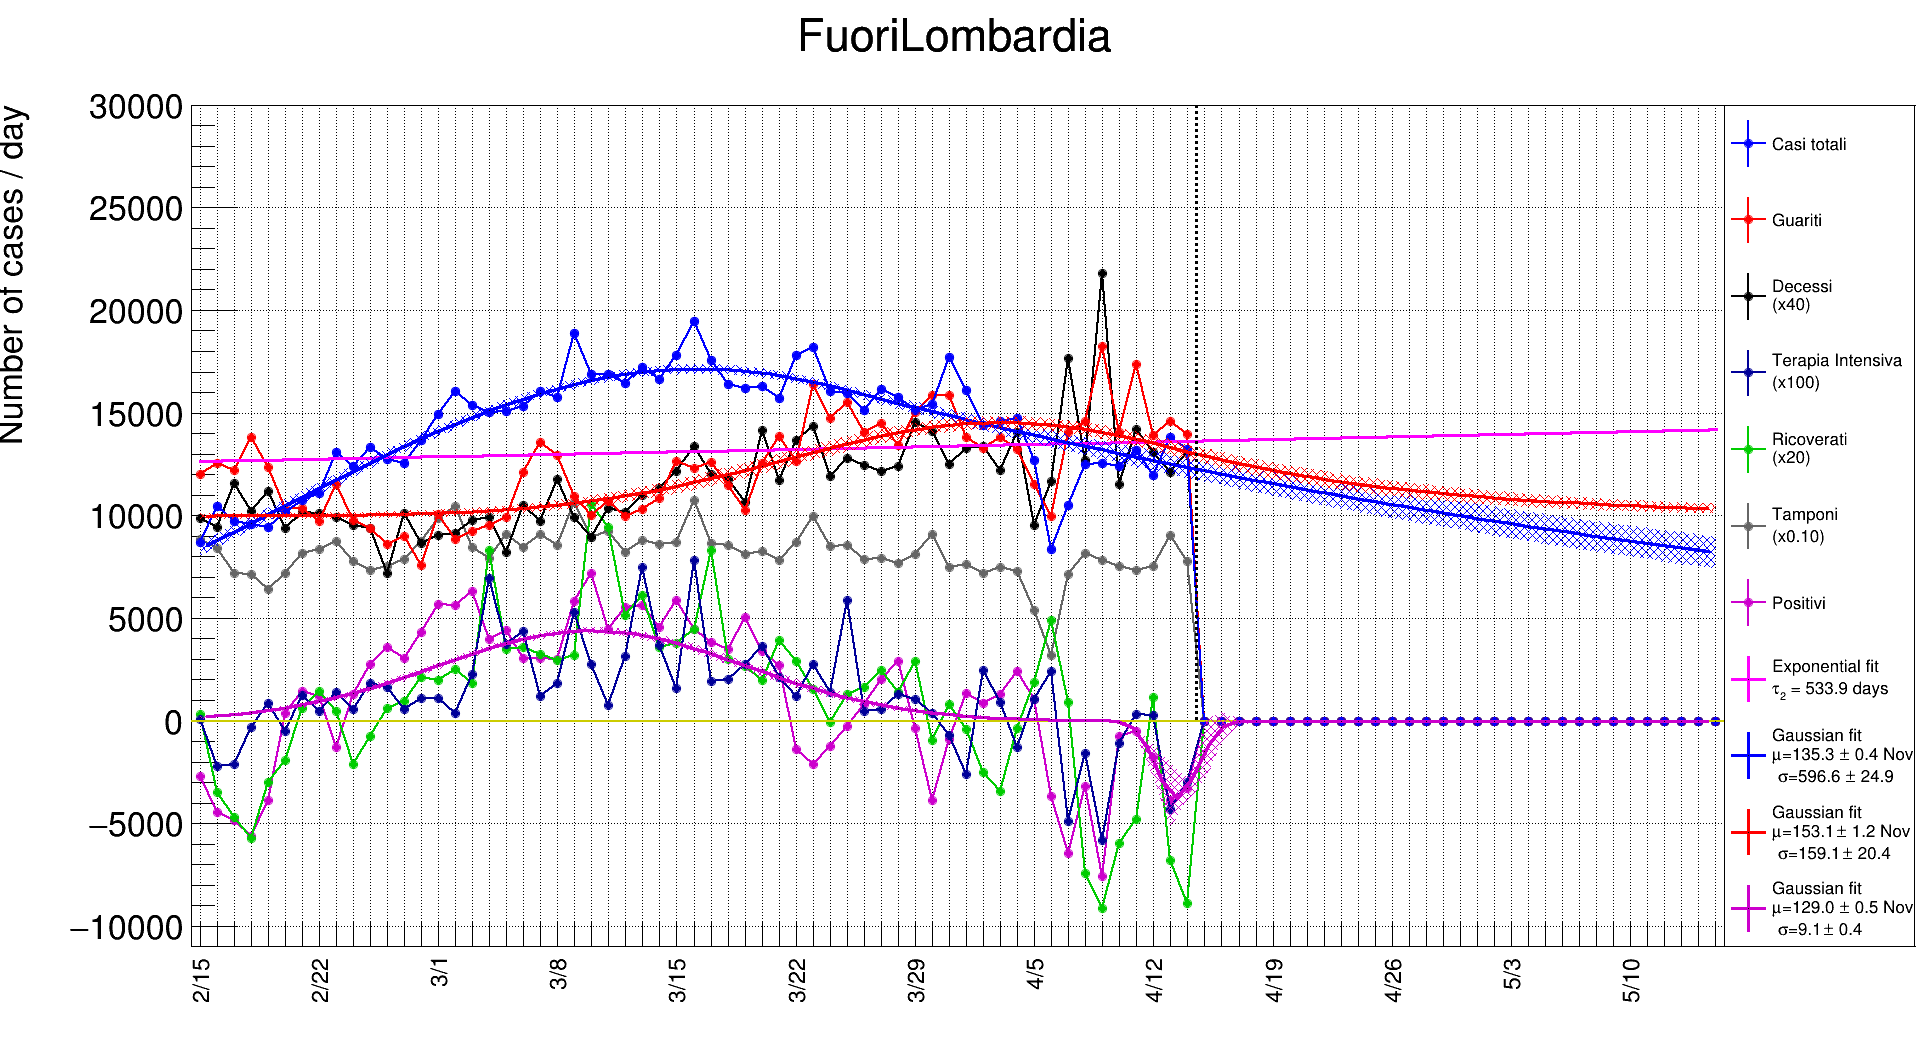 FuoriLombardia
Number of cases / day
30000
25000
20000
15000
10000
5000
0
−5000
−10000
2/15
2/22
3/1
3/8
3/15
3/22
3/29
4/5
4/12
4/19
4/26
5/3
5/10
Casi totali
Guariti
Decessi
(x40)
Terapia Intensiva
(x100)
Ricoverati
(x20)
Tamponi
(x0.10)
Positivi
Exponential fit
τ2 = 533.9 days
Gaussian fit
μ=135.3 ± 0.4 Nov
σ=596.6 ± 24.9
Gaussian fit
μ=153.1 ± 1.2 Nov
σ=159.1 ± 20.4
Gaussian fit
μ=129.0 ± 0.5 Nov
σ=9.1 ± 0.4